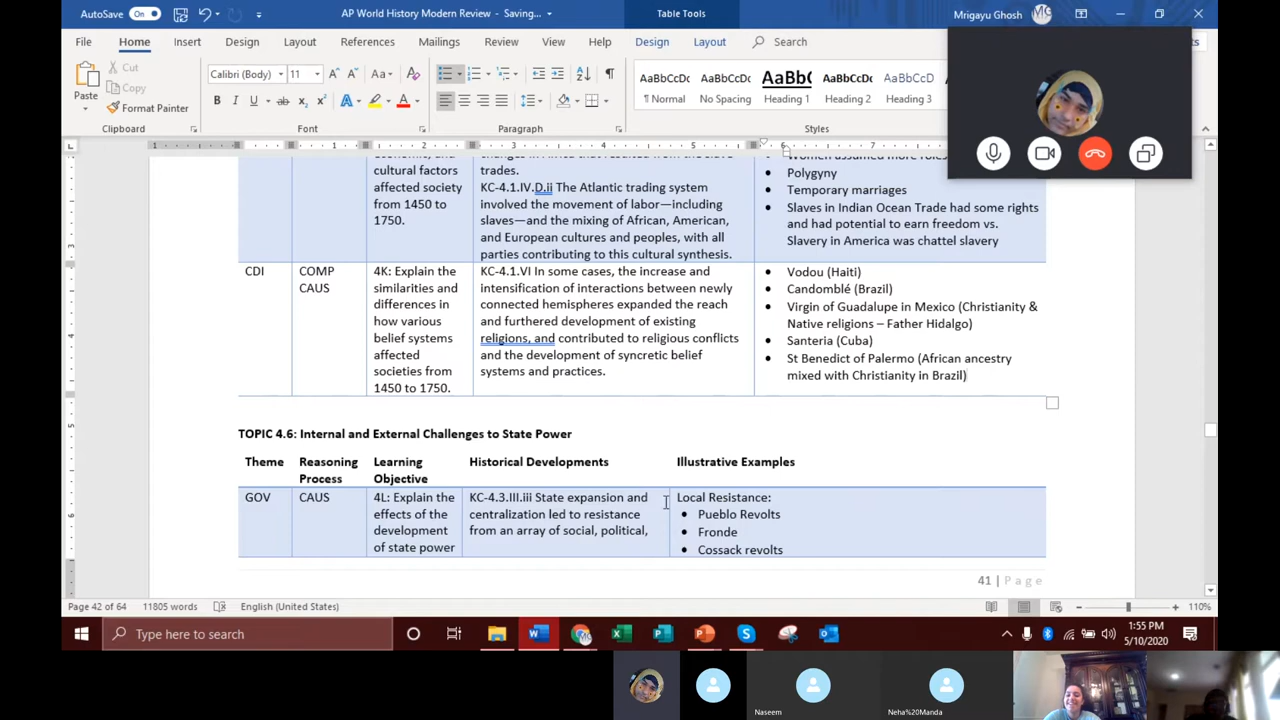 AutoSave On
AP World History Modern Review - Saving...
Table Tools
Mrigayu Ghosh
MG
File Home Insert Design Layout References Mailings Review View Help Design Layout Search
Paste
Cut
Copy
Format Painter
Calibri (Body) 11
AaBbCcDc AaBbCcDc AaBbC AaBbCcDc AaBbCcDd
¶ Normal No Spacing Heading 1 Heading 2 Heading 3
Clipboard Font Paragraph Styles
cultural factors
affected society
from 1450 to
1750.
trades.
KC-4.1.IV.D.ii The Atlantic trading system
involved the movement of labor—including
slaves—and the mixing of African, American,
and European cultures and peoples, with all
parties contributing to this cultural synthesis.
Women assumed more roles
• Polygyny
• Temporary marriages
• Slaves in Indian Ocean Trade had some rights
and had potential to earn freedom vs.
Slavery in America was chattel slavery
CDI
COMP
CAUS
4K: Explain the
similarities and
differences in
how various
belief systems
affected
societies from
1450 to 1750.
KC-4.1.VI In some cases, the increase and
intensification of interactions between newly
connected hemispheres expanded the reach
and furthered development of existing
religions, and contributed to religious conflicts
and the development of syncretic belief
systems and practices.
• Vodou (Haiti)
• Candomblé (Brazil)
• Virgin of Guadalupe in Mexico (Christianity &
Native religions – Father Hidalgo)
• Santeria (Cuba)
• St Benedict of Palermo (African ancestry
mixed with Christianity in Brazil)
TOPIC 4.6: Internal and External Challenges to State Power
Theme
Reasoning
Process
Learning
Objective
Historical Developments
Illustrative Examples
GOV
CAUS
4L: Explain the
effects of the
development
of state power
KC-4.3.III.iii State expansion and
centralization led to resistance
from an array of social, political,
Local Resistance:
• Pueblo Revolts
• Fronde
• Cossack revolts
41 | Page
Page 42 of 64 11805 words English (United States) 110%
Type here to search
1:55 PM
5/10/2020
Naseem
Neha%20Manda